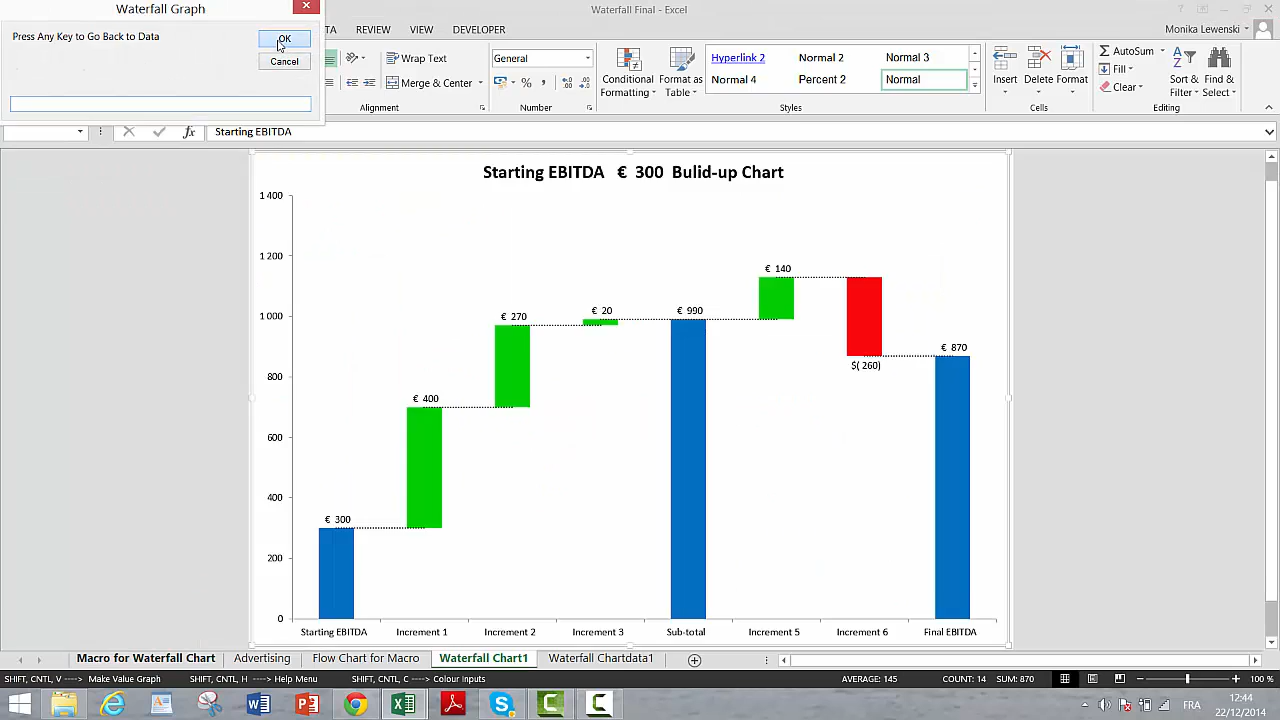 Waterfall Graph
Waterfall Final - Excel
Press Any Key to Go Back to Data
OK
Cancel
TA REVIEW VIEW DEVELOPER
Monika Lewenski
Wrap Text
Merge & Center
Alignment
General
%
Number
Conditional Formatting
Format as Table
Hyperlink 2 Normal 2 Normal 3
Normal 4 Percent 2 Normal
Styles
Insert Delete Format
Cells
AutoSum
Fill
Clear
Sort & Filter
Find & Select
Editing
fx Starting EBITDA
Starting EBITDA € 300 Bulid-up Chart
1 400
1 200
1 000
800
600
400
200
0
€ 300
€ 400
€ 270
€ 20
€ 990
€ 140
$( 260)
€ 870
Starting EBITDA Increment 1 Increment 2 Increment 3 Sub-total Increment 5 Increment 6 Final EBITDA
Macro for Waterfall Chart Advertising Flow Chart for Macro Waterfall Chart1 Waterfall Chartdata1
SHIFT, CNTL, V ----> Make Value Graph SHIFT, CNTL, H ----> Help Menu SHIFT, CNTL, C ----> Colour Inputs AVERAGE: 145 COUNT: 14 SUM: 870 100 %
FRA
12:44
22/12/2014